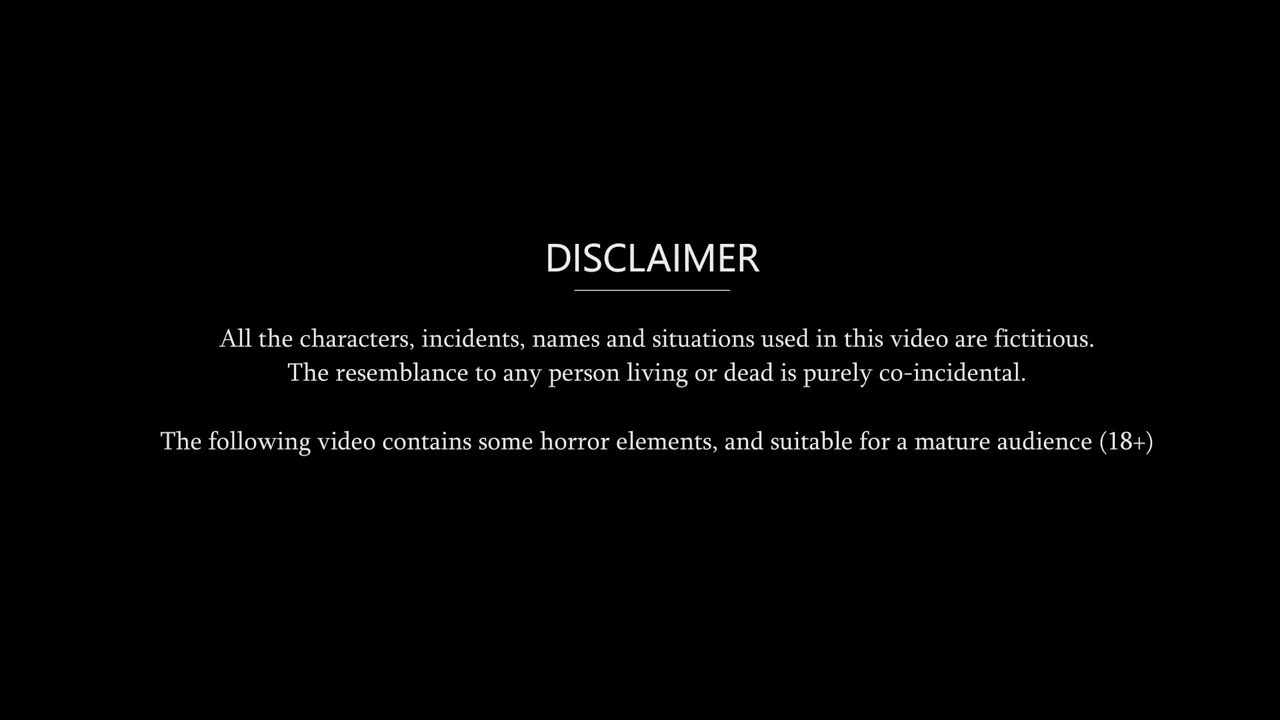 DISCLAIMER
All the characters, incidents, names and situations used in this video are fictitious.
The resemblance to any person living or dead is purely co-incidental.
The following video contains some horror elements, and suitable for a mature audience (18+)